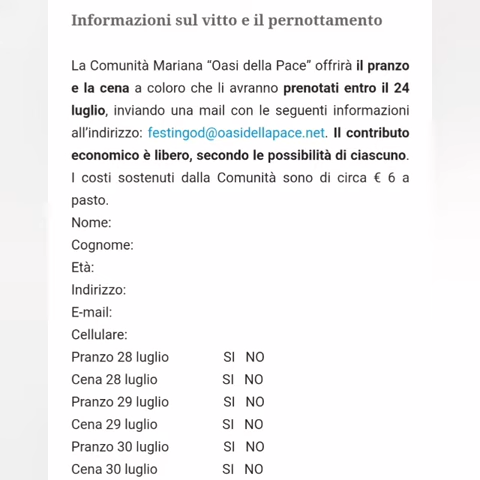 Informazioni sul vitto e il pernottamento
La Comunità Mariana “Oasi della Pace” offrirà il pranzo
e la cena a coloro che li avranno prenotati entro il 24
luglio, inviando una mail con le seguenti informazioni
all’indirizzo: festingod@oasidellapace.net. Il contributo
economico è libero, secondo le possibilità di ciascuno.
I costi sostenuti dalla Comunità sono di circa € 6 a
pasto.
Nome:
Cognome:
Età:
Indirizzo:
E-mail:
Cellulare:
Pranzo 28 luglio SI NO
Cena 28 luglio SI NO
Pranzo 29 luglio SI NO
Cena 29 luglio SI NO
Pranzo 30 luglio SI NO
Cena 30 luglio SI NO